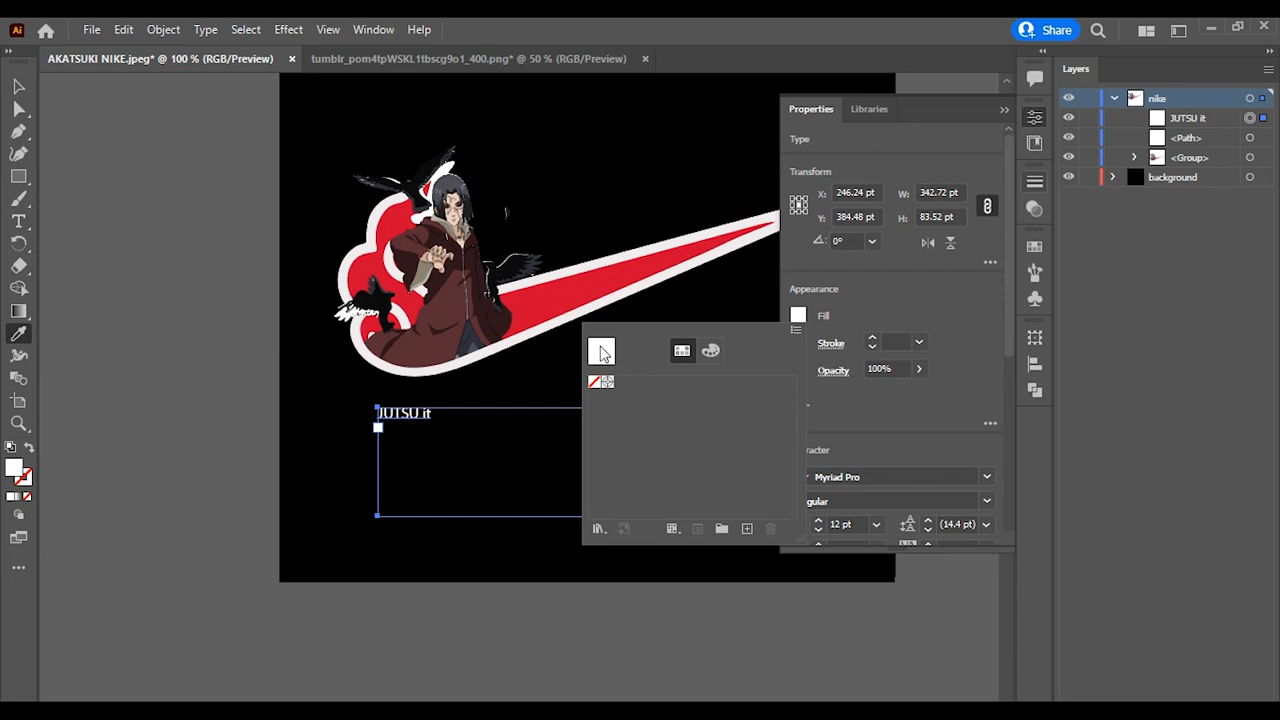 Ai
File Edit Object Type Select Effect View Window Help
Share
AKATSUKI NIKE.jpeg* @ 100 % (RGB/Preview)
tumblr_pom4tpWSKL1tbscg9o1_400.png* @ 50 % (RGB/Preview)
Properties
Libraries
Type
Transform
X: 246.24 pt
W: 342.72 pt
Y: 384.48 pt
H: 83.52 pt
0°
Appearance
Fill
Stroke
Opacity
100%
racter
Myriad Pro
gular
12 pt
(14.4 pt)
JUTSU it
Layers
nike
JUTSU it
<Path>
<Group>
background